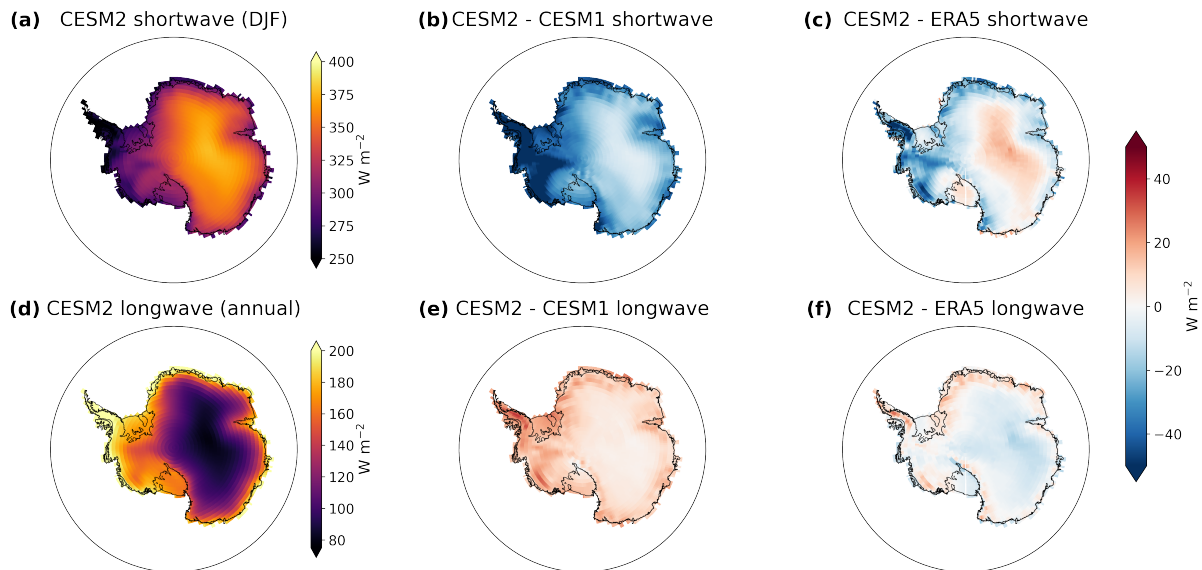 (a) CESM2 shortwave (DJF)
(b) CESM2 - CESM1 shortwave
(c) CESM2 - ERA5 shortwave
400
375
350
325
300
275
250
W m⁻²
40
20
0
−20
−40
W m⁻²
(d) CESM2 longwave (annual)
(e) CESM2 - CESM1 longwave
(f) CESM2 - ERA5 longwave
200
180
160
140
120
100
80
W m⁻²